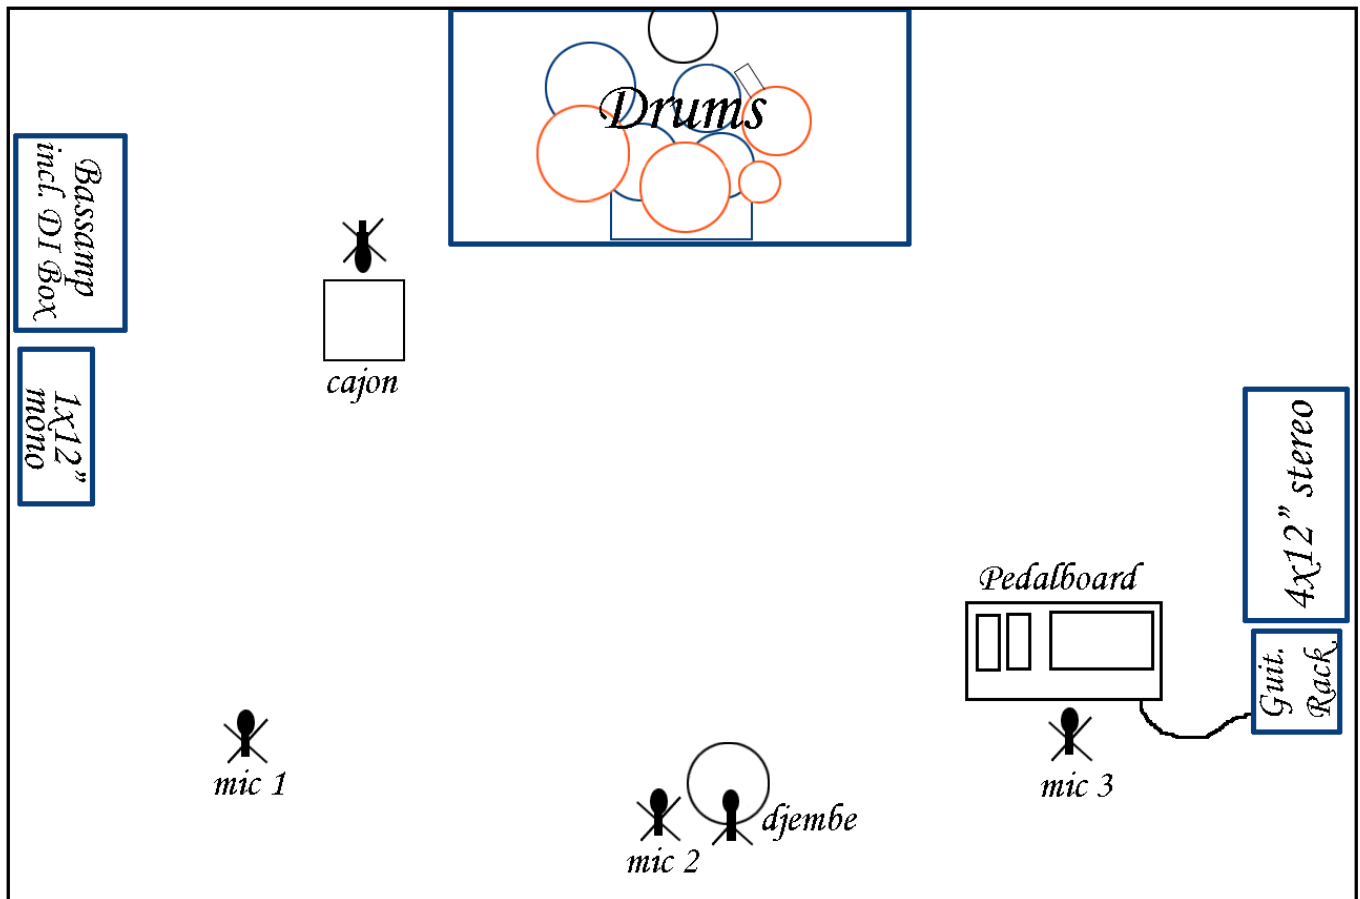 Drums
Bassamp
incl. DI Box
cajon
1x12”
mono
4x12” stereo
Pedalboard
Guit.
Rack
mic 1
mic 2
djembe
mic 3